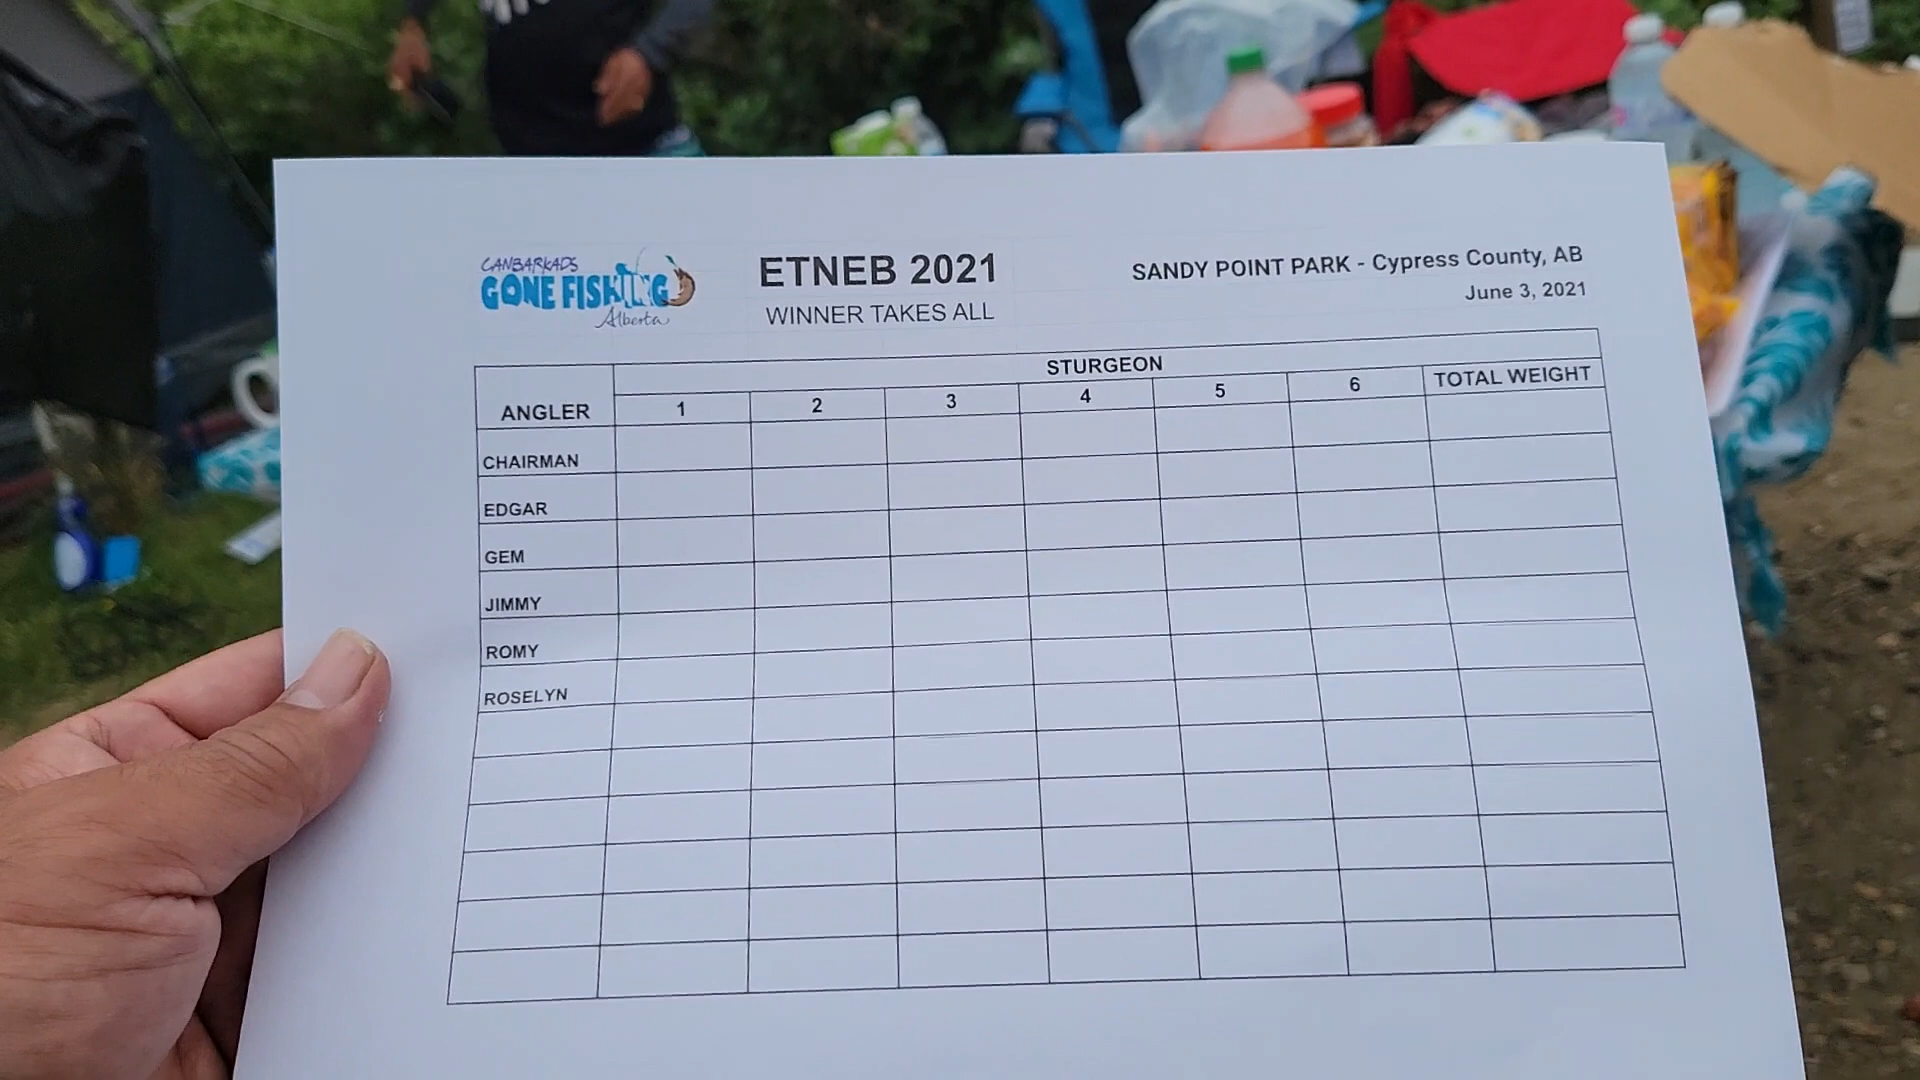 CANBARKADS
GONE FISHING
Alberta
ETNEB 2021
WINNER TAKES ALL
SANDY POINT PARK - Cypress County, AB
June 3, 2021
ANGLER
STURGEON
1 2 3 4 5 6 TOTAL WEIGHT
CHAIRMAN
EDGAR
GEM
JIMMY
ROMY
ROSELYN